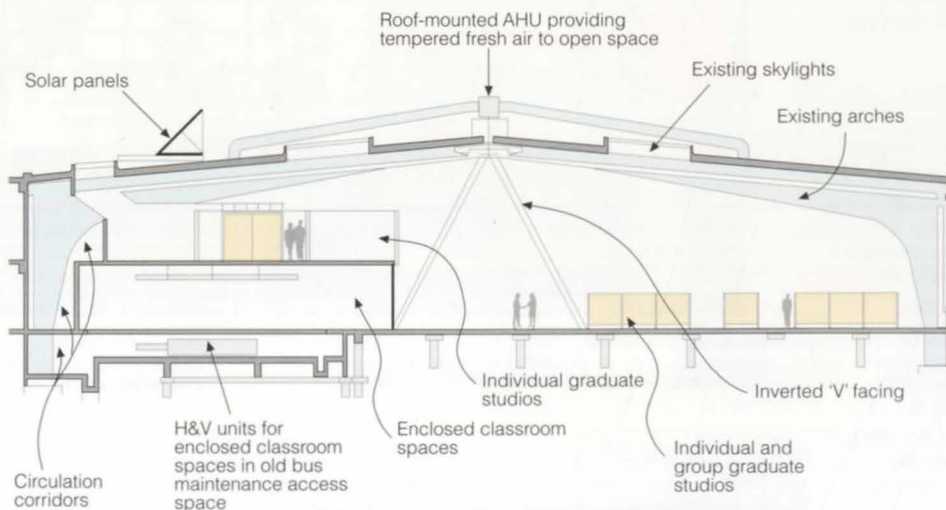 Roof-mounted AHU providing
tempered fresh air to open space
Solar panels
Existing skylights
Existing arches
Individual graduate
studios
Inverted 'V' facing
H&V units for
enclosed classroom
spaces in old bus
maintenance access
space
Enclosed classroom
spaces
Individual and
group graduate
studios
Circulation
corridors